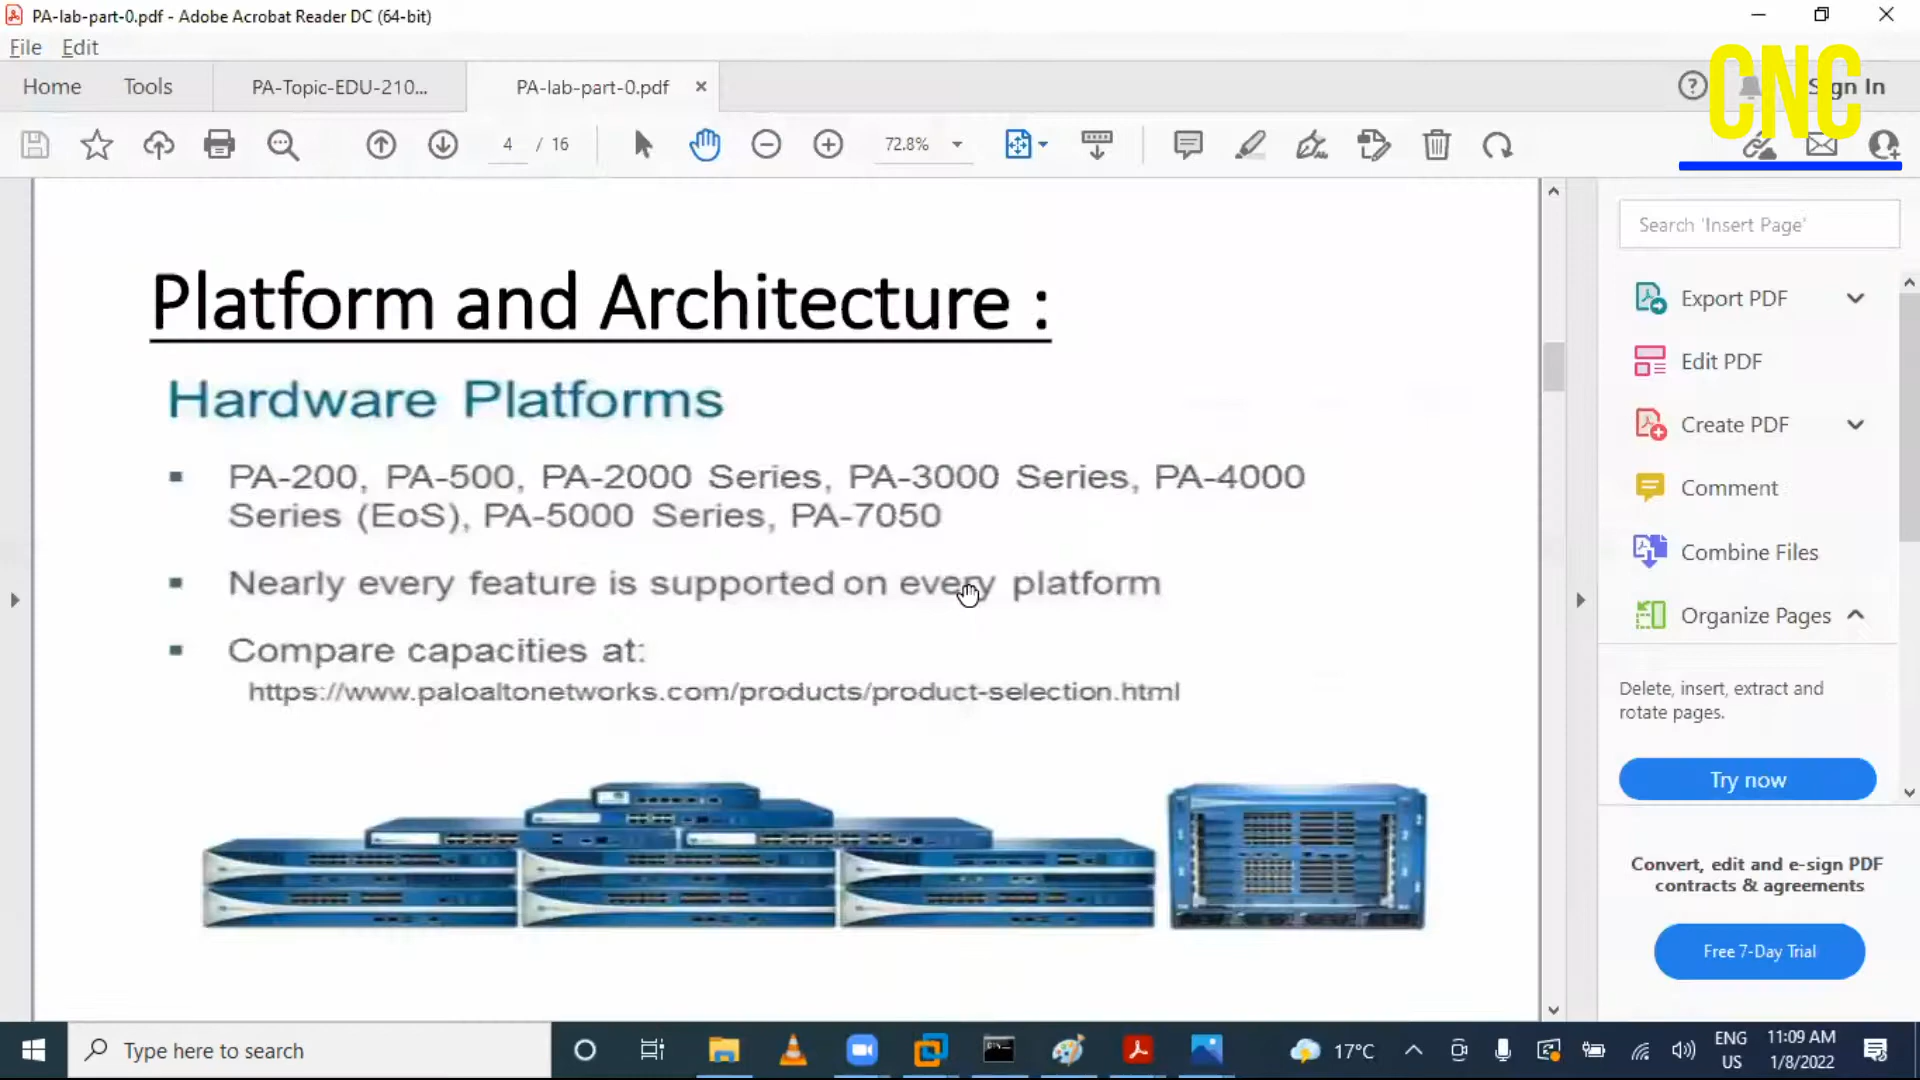 PA-lab-part-0.pdf - Adobe Acrobat Reader DC (64-bit)
File Edit
Home Tools PA-Topic-EDU-210... PA-lab-part-0.pdf × Sign In
CNC
4 / 16 72.8%
Search 'Insert Page'
Platform and Architecture :
Hardware Platforms
PA-200, PA-500, PA-2000 Series, PA-3000 Series, PA-4000
Series (EoS), PA-5000 Series, PA-7050
Nearly every feature is supported on every platform
Compare capacities at:
https://www.paloaltonetworks.com/products/product-selection.html
Export PDF
Edit PDF
Create PDF
Comment
Combine Files
Organize Pages
Delete, insert, extract and
rotate pages.
Try now
Convert, edit and e-sign PDF
contracts & agreements
Free 7-Day Trial
Type here to search
17°C
ENG
US
11:09 AM
1/8/2022